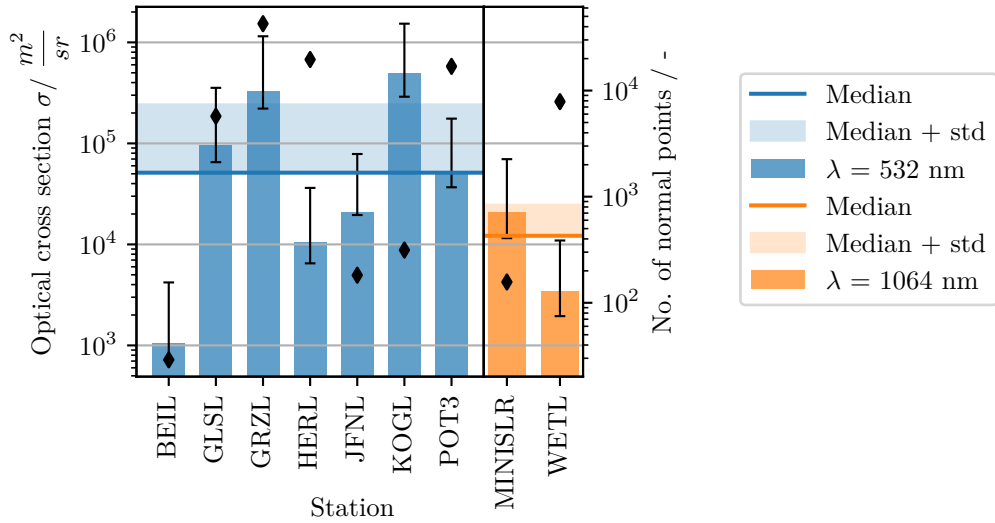 Optical cross section σ/ m²/sr
10⁶
10⁵
10⁴
10³
10⁴
10³
10²
No. of normal points / -
BEIL
GLSL
GRZL
HERL
JFNL
KOGL
POT3
MINISLR
WETL
Station
Median
Median + std
λ = 532 nm
Median
Median + std
λ = 1064 nm